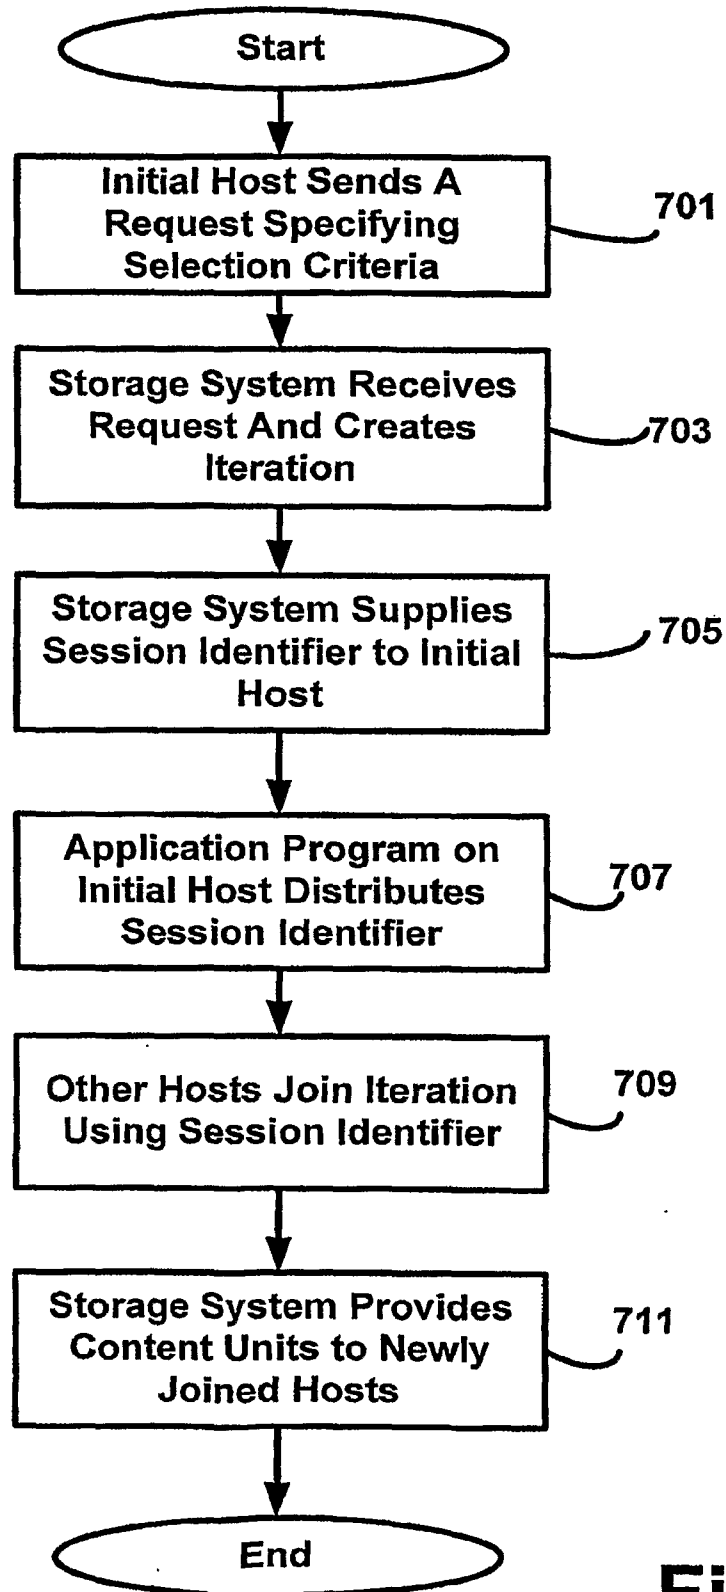 Start
Initial Host Sends A
Request Specifying
Selection Criteria
701
Storage System Receives
Request And Creates
Iteration
703
Storage System Supplies
Session Identifier to Initial
Host
705
Application Program on
Initial Host Distributes
Session Identifier
707
Other Hosts Join Iteration
Using Session Identifier
709
Storage System Provides
Content Units to Newly
Joined Hosts
711
End